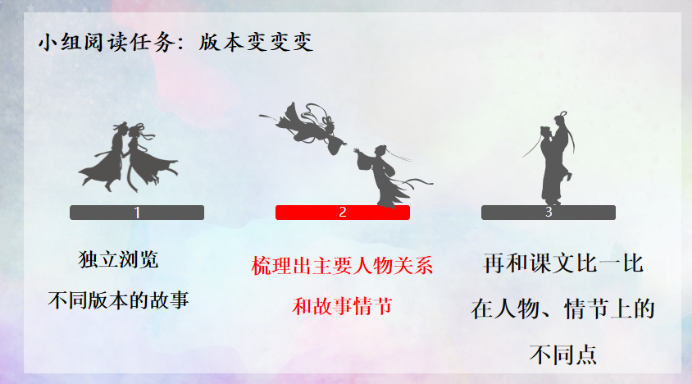 小组阅读任务：版本变变变
1
独立浏览
不同版本的故事
2
梳理出主要人物关系
和故事情节
3
再和课文比一比
在人物、情节上的
不同点